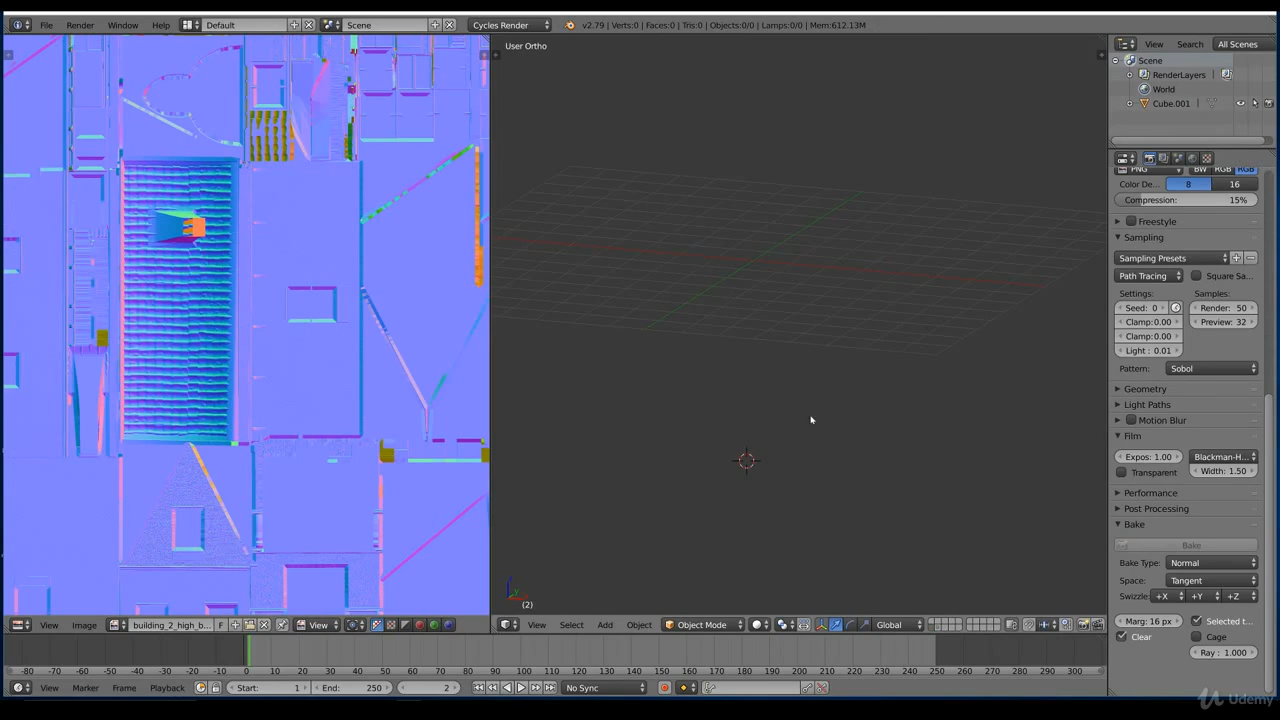 File Render Window Help Default Scene Cycles Render v2.79 | Verts:0 | Faces:0 | Tris:0 | Objects:0/0 | Lamps:0/0 | Mem:612.13M
User Ortho
View Search All Scenes
Scene
RenderLayers
World
Cube.001
PNG BW RGB RGB
Color De... 8 16
Compression: 15%
Freestyle
Sampling
Sampling Presets
Path Tracing Square Sa...
Settings: Samples:
Seed: 0 Render: 50
Clamp:0.00 Preview: 32
Clamp:0.00
Light : 0.01
Pattern: Sobol
Geometry
Light Paths
Motion Blur
Film
Expos: 1.00 Blackman-H...
Transparent Width: 1.50
Performance
Post Processing
Bake
Bake
Bake Type: Normal
Space: Tangent
Swizzle: +X +Y +Z
Marg: 16 px Selected t...
Clear Cage
Ray : 1.000
(2)
View Image building_2_high_b... F View
View Select Add Object Object Mode Global
-80 -70 -60 -50 -40 -30 -20 -10 0 10 20 30 40 50 60 70 80 90 100 110 120 130 140 150 160 170 180 190 200 210 220 230 240 250 260 270 280 290 300
View Marker Frame Playback Start: 1 End: 250 2 No Sync
Udemy